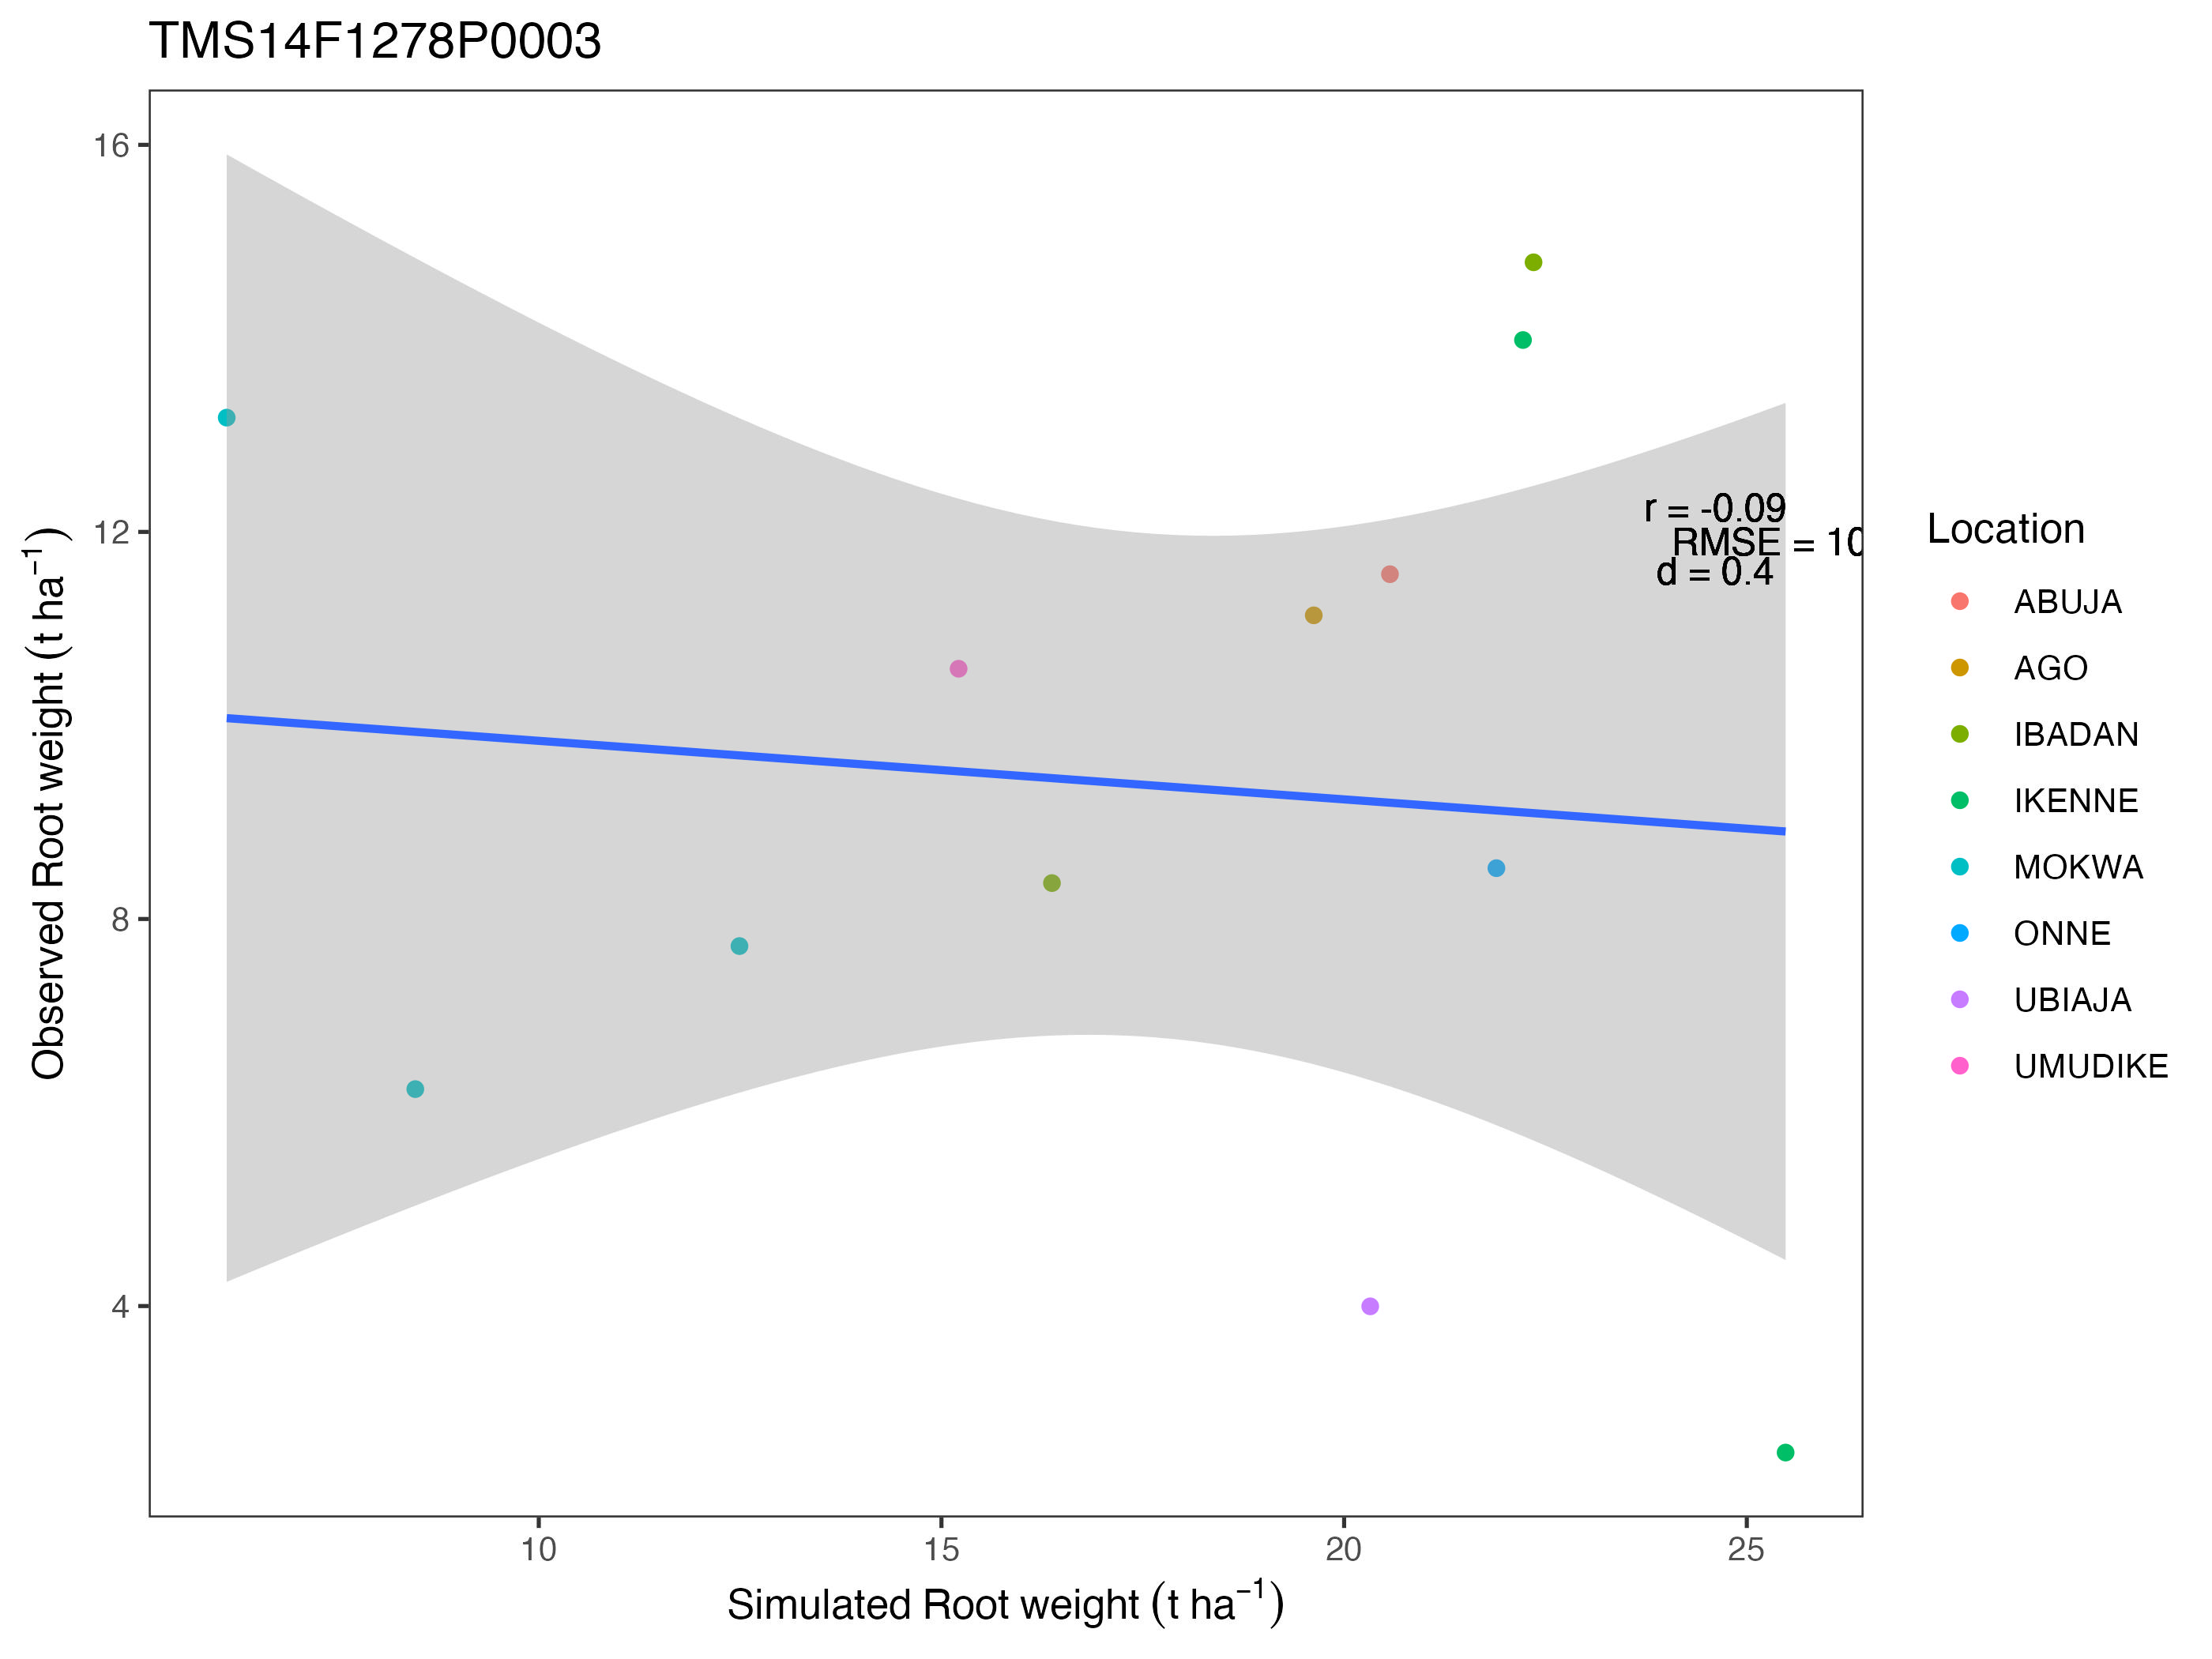 TMS14F1278P0003
16
12
8
4
Observed Root weight (t ha⁻¹)
r = -0.09
RMSE = 10
d = 0.4
10
15
20
25
Simulated Root weight (t ha⁻¹)
Location
ABUJA
AGO
IBADAN
IKENNE
MOKWA
ONNE
UBIAJA
UMUDIKE